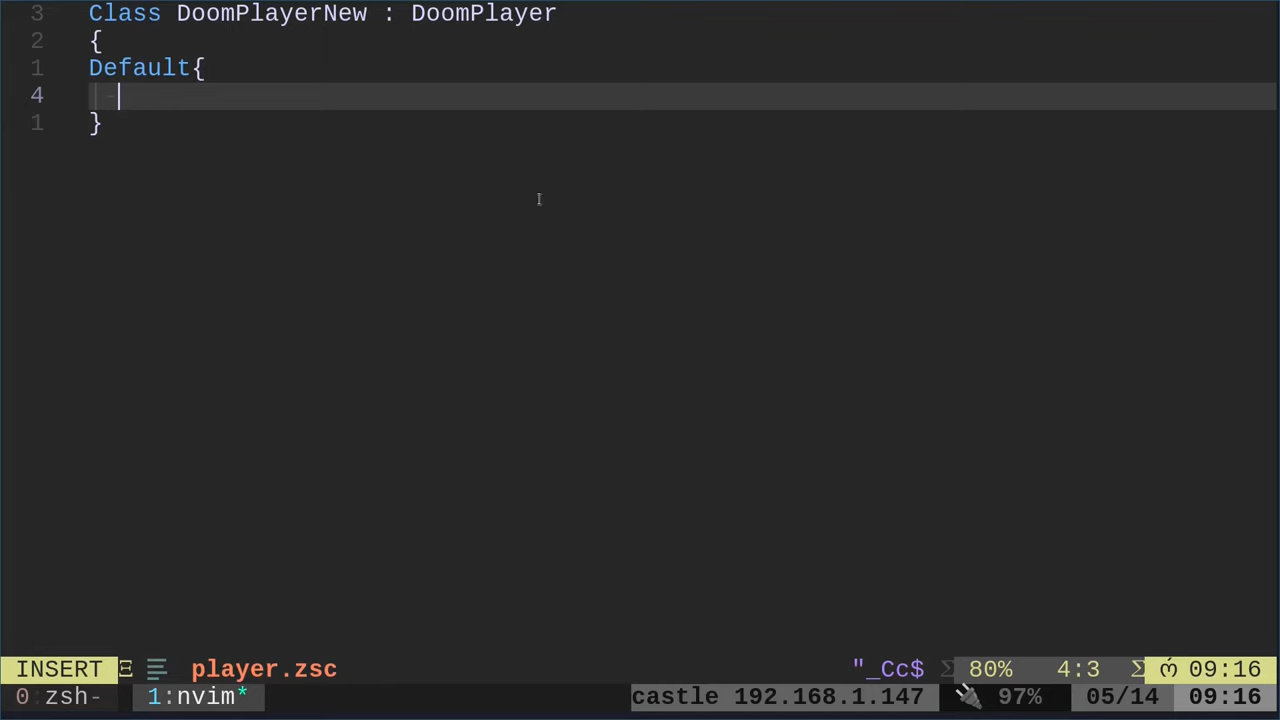 3 Class DoomPlayerNew : DoomPlayer
2 {
1 Default{
4
1 }
INSERT player.zsc "_Cc$ 80% 4:3 09:16
0 zsh- 1:nvim* castle 192.168.1.147 97% 05/14 09:16